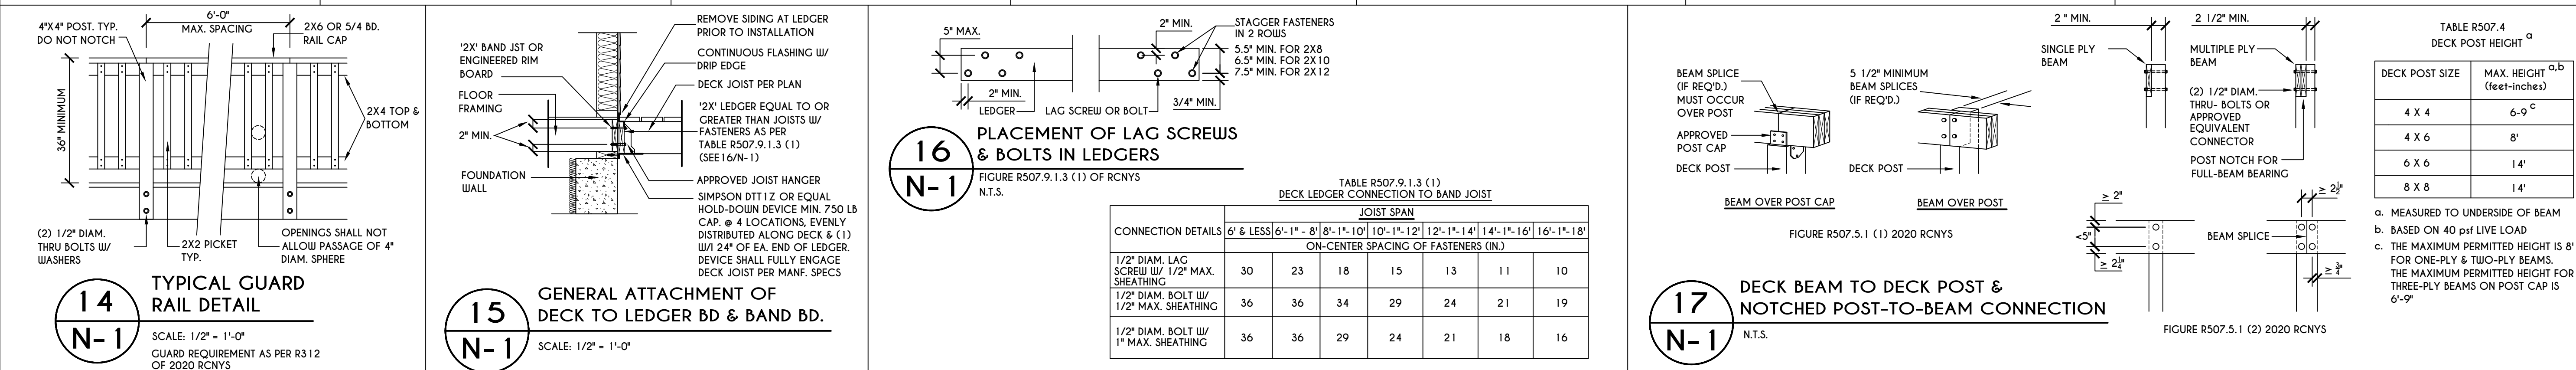 4"X4" POST. TYP.
DO NOT NOTCH
6'-0"
MAX. SPACING
2X6 OR 5/4 BD.
RAIL CAP
36" MINIMUM
2X4 TOP &
BOTTOM
(2) 1/2" DIAM.
THRU BOLTS W/
WASHERS
2X2 PICKET
TYP.
OPENINGS SHALL NOT
ALLOW PASSAGE OF 4"
DIAM. SPHERE
14
N-1
TYPICAL GUARD
RAIL DETAIL
SCALE: 1/2" = 1'-0"
GUARD REQUIREMENT AS PER R312
OF 2020 RCNYS
'2X' BAND JST OR
ENGINEERED RIM
BOARD
FLOOR
FRAMING
2" MIN.
FOUNDATION
WALL
REMOVE SIDING AT LEDGER
PRIOR TO INSTALLATION
CONTINUOUS FLASHING W/
DRIP EDGE
DECK JOIST PER PLAN
'2X' LEDGER EQUAL TO OR
GREATER THAN JOISTS W/
FASTENERS AS PER
TABLE R507.9.1.3 (1)
(SEE16/N-1)
APPROVED JOIST HANGER
SIMPSON DTT1Z OR EQUAL
HOLD-DOWN DEVICE MIN. 750 LB
CAP. @ 4 LOCATIONS, EVENLY
DISTRIBUTED ALONG DECK & (1)
W/I 24" OF EA. END OF LEDGER.
DEVICE SHALL FULLY ENGAGE
DECK JOIST PER MANF. SPECS
15
N-1
GENERAL ATTACHMENT OF
DECK TO LEDGER BD & BAND BD.
SCALE: 1/2" = 1'-0"
5" MAX.
2" MIN.
STAGGER FASTENERS
IN 2 ROWS
5.5" MIN. FOR 2X8
6.5" MIN. FOR 2X10
7.5" MIN. FOR 2X12
2" MIN.
3/4" MIN.
LEDGER
LAG SCREW OR BOLT
16
N-1
PLACEMENT OF LAG SCREWS
& BOLTS IN LEDGERS
FIGURE R507.9.1.3 (1) OF RCNYS
N.T.S.
TABLE R507.9.1.3 (1)
DECK LEDGER CONNECTION TO BAND JOIST
JOIST SPAN
CONNECTION DETAILS 6' & LESS 6'-1" - 8' 8'-1"-10' 10'-1"-12' 12'-1"-14' 14'-1"-16' 16'-1"-18'
ON-CENTER SPACING OF FASTENERS (IN.)
1/2" DIAM. LAG
SCREW W/ 1/2" MAX.
SHEATHING
30 23 18 15 13 11 10
1/2" DIAM. BOLT W/
1/2" MAX. SHEATHING
36 36 34 29 24 21 19
1/2" DIAM. BOLT W/
1" MAX. SHEATHING
36 36 29 24 21 18 16
BEAM SPLICE
(IF REQ'D.)
MUST OCCUR
OVER POST
APPROVED
POST CAP
DECK POST
BEAM OVER POST CAP
5 1/2" MINIMUM
BEAM SPLICES
(IF REQ'D.)
DECK POST
BEAM OVER POST
FIGURE R507.5.1 (1) 2020 RCNYS
17
N-1
DECK BEAM TO DECK POST &
NOTCHED POST-TO-BEAM CONNECTION
N.T.S.
2 " MIN.
SINGLE PLY
BEAM
2 1/2" MIN.
MULTIPLE PLY
BEAM
(2) 1/2" DIAM.
THRU- BOLTS OR
APPROVED
EQUIVALENT
CONNECTOR
POST NOTCH FOR
FULL-BEAM BEARING
≥ 2"
<5"
≥ 2½"
BEAM SPLICE
≥ 2½"
FIGURE R507.5.1 (2) 2020 RCNYS
TABLE R507.4
DECK POST HEIGHT a
DECK POST SIZE MAX. HEIGHT a,b
(feet-inches)
4 X 4 6-9 c
4 X 6 8'
6 X 6 14'
8 X 8 14'
a. MEASURED TO UNDERSIDE OF BEAM
b. BASED ON 40 psf LIVE LOAD
c. THE MAXIMUM PERMITTED HEIGHT IS 8'
FOR ONE-PLY & TWO-PLY BEAMS.
THE MAXIMUM PERMITTED HEIGHT FOR
THREE-PLY BEAMS ON POST CAP IS
6'-9"